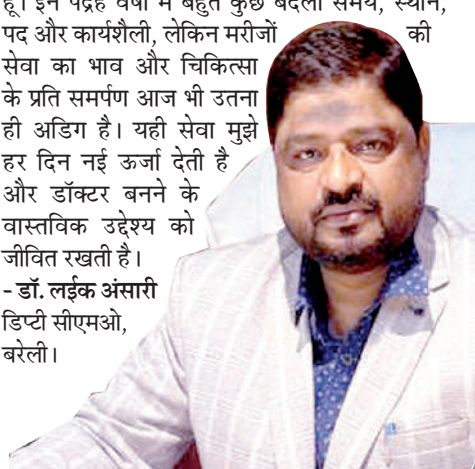 हूं। इन पंद्रह वर्षों में बहुत कुछ बदला समय, स्थान,
पद और कार्यशैली, लेकिन मरीजों की
सेवा का भाव और चिकित्सा
के प्रति समर्पण आज भी उतना
ही अडिग है। यही सेवा मुझे
हर दिन नई ऊर्जा देती है
और डॉक्टर बनने के
वास्तविक उद्देश्य को
जीवित रखती है।
- डॉ. लईक अंसारी
डिप्टी सीएमओ,
बरेली।